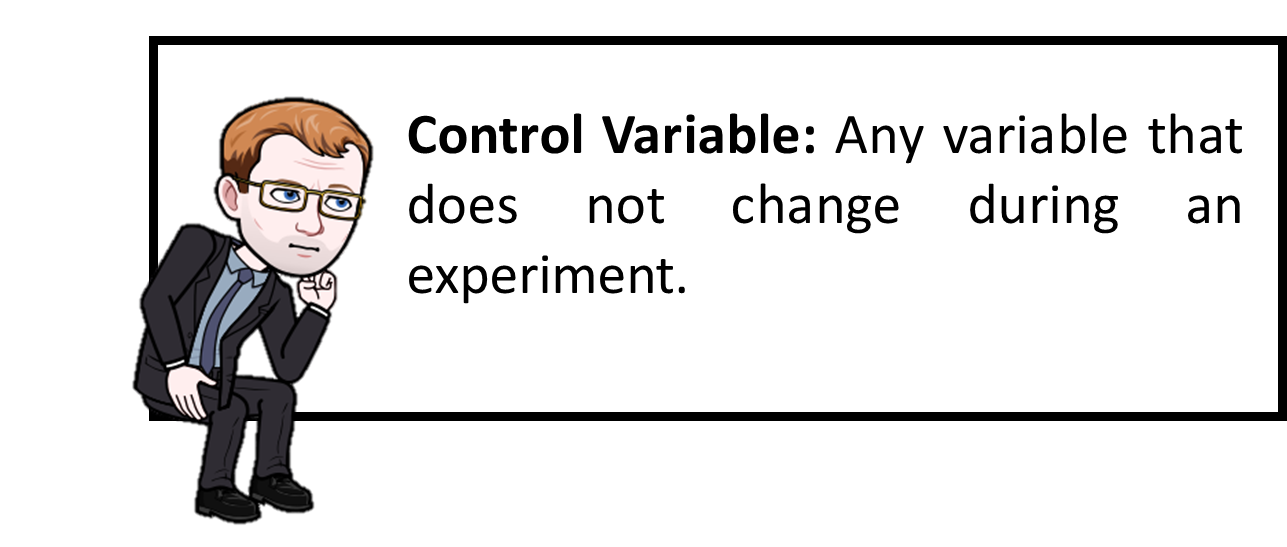 Control Variable: Any variable that
does not change during an
experiment.